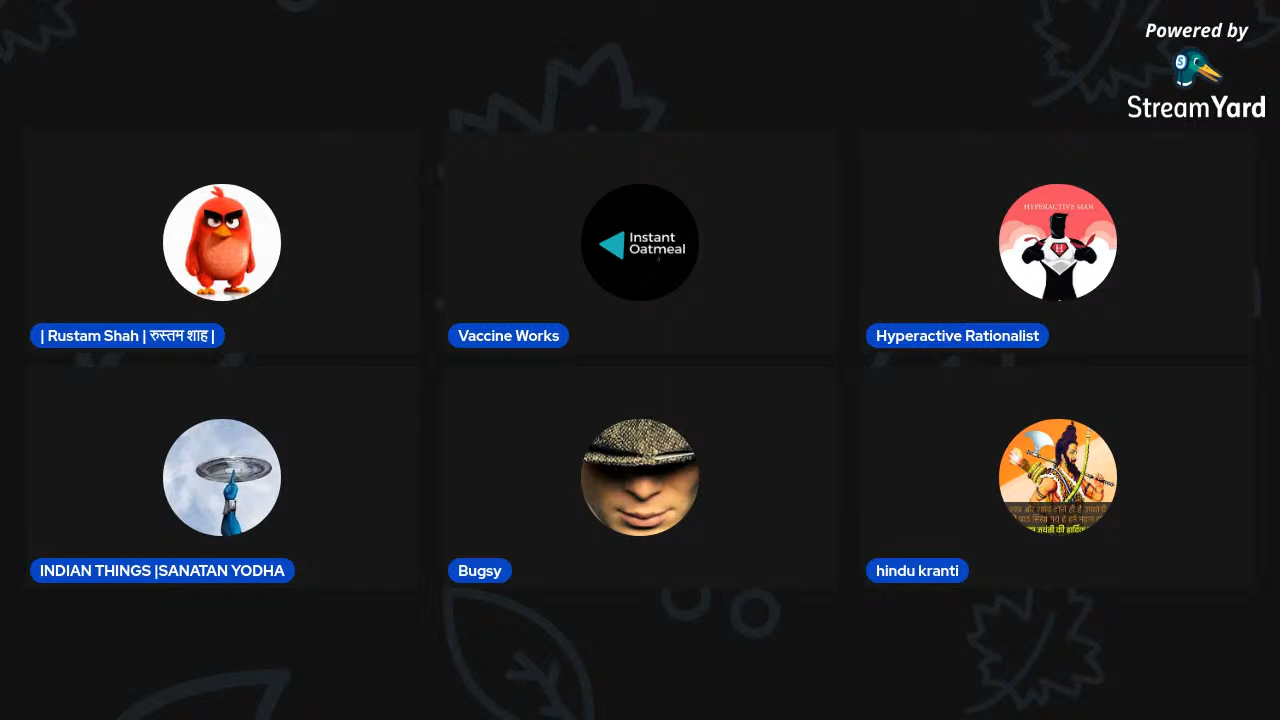 Powered by
StreamYard
HYPERACTIVE MAN
Instant
Oatmeal
| Rustam Shah | रुस्तम शाह |
Vaccine Works
Hyperactive Rationalist
INDIAN THINGS |SANATAN YODHA
Bugsy
hindu kranti